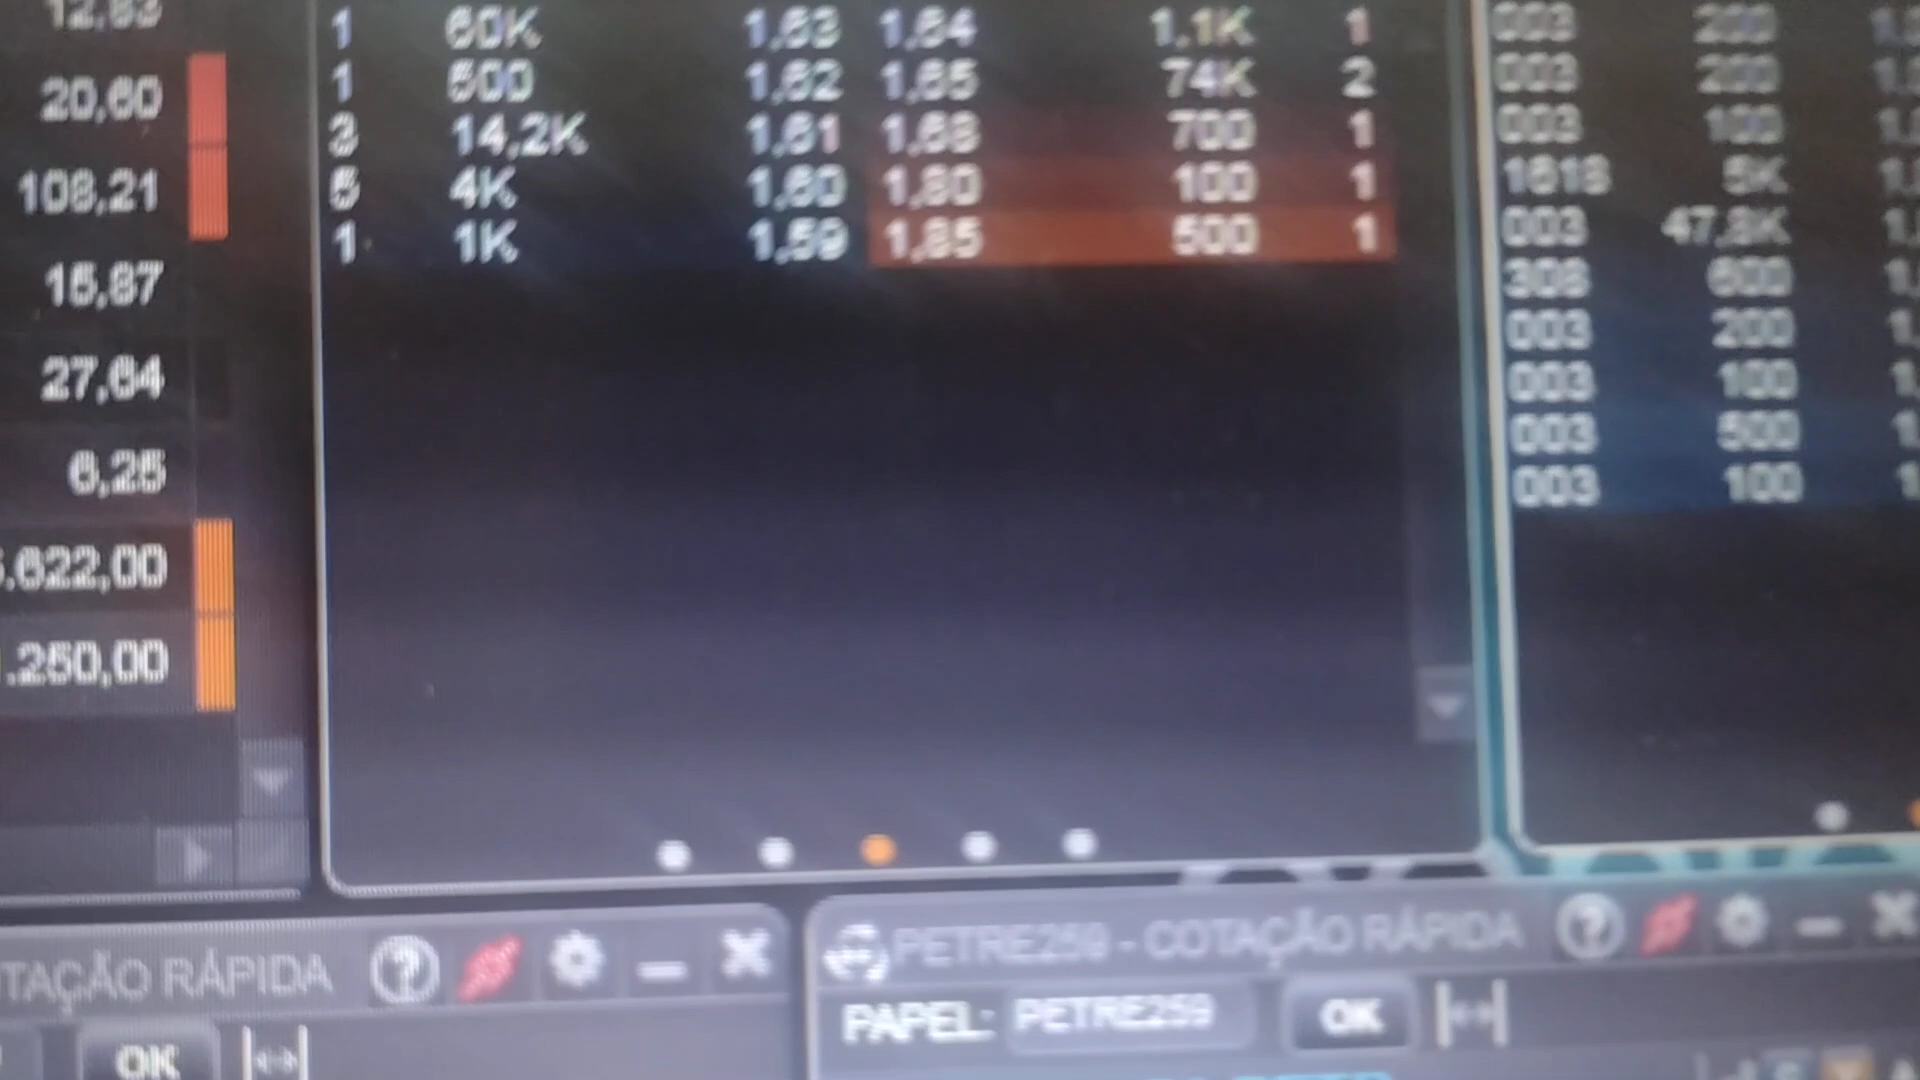 12,83
20,60
108,21
15,87
27,64
6,25
.622,00
.250,00
1 60K 1,63 1,64 1,1K 1
1 500 1,62 1,65 74K 2
3 14,2K 1,61 1,68 700 1
5 4K 1,60 1,80 100 1
1 1K 1,59 1,85 500 1
003 200
003 200
003 100
1618 5K
003 47,8K
308 600
003 200
003 100
003 500
003 100
TAÇÃO RÁPIDA
OK
PETRE259 - COTAÇÃO RÁPIDA
PAPEL: PETRE259 OK